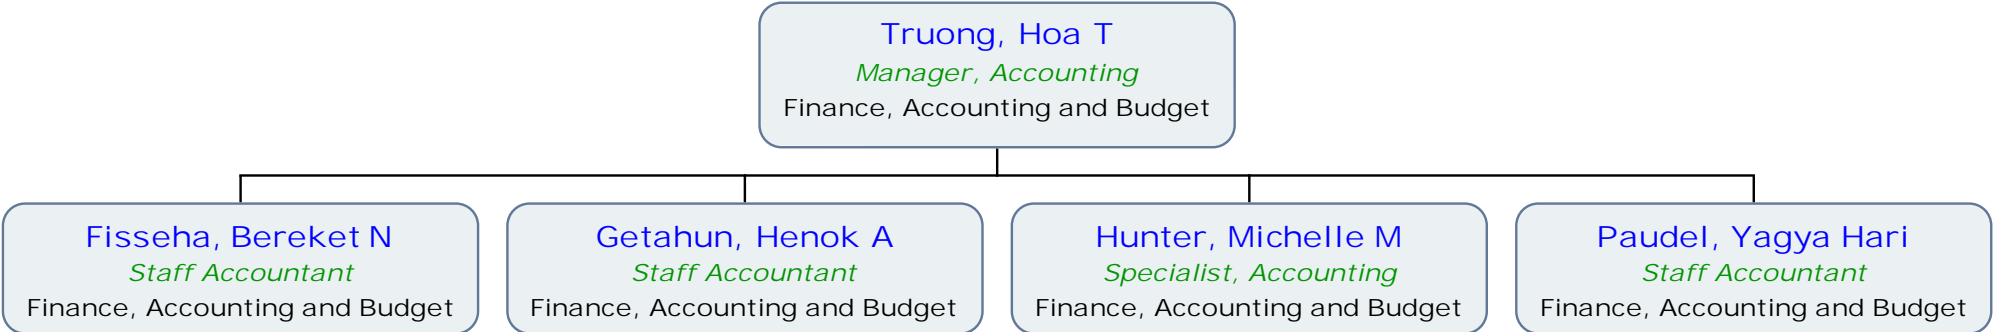 Truong, Hoa T
Manager, Accounting
Finance, Accounting and Budget
Fisseha, Bereket N
Staff Accountant
Finance, Accounting and Budget
Getahun, Henok A
Staff Accountant
Finance, Accounting and Budget
Hunter, Michelle M
Specialist, Accounting
Finance, Accounting and Budget
Paudel, Yagya Hari
Staff Accountant
Finance, Accounting and Budget